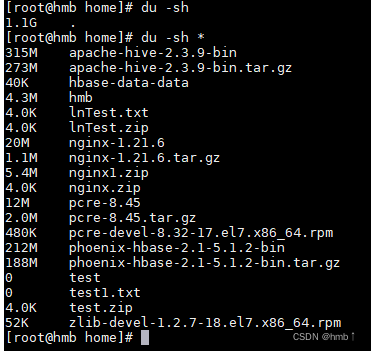 [root@hmb home]# du -sh
1.1G    .
[root@hmb home]# du -sh *
315M    apache-hive-2.3.9-bin
273M    apache-hive-2.3.9-bin.tar.gz
40K     hbase-data-data
4.3M    hmb
4.0K    lnTest.txt
4.0K    lnTest.zip
20M     nginx-1.21.6
1.1M    nginx-1.21.6.tar.gz
5.4M    nginx1.zip
4.0K    nginx.zip
12M     pcre-8.45
2.0M    pcre-8.45.tar.gz
480K    pcre-devel-8.32-17.el7.x86_64.rpm
212M    phoenix-hbase-2.1-5.1.2-bin
188M    phoenix-hbase-2.1-5.1.2-bin.tar.gz
0       test
0       test1.txt
4.0K    test.zip
52K     zlib-devel-1.2.7-18.el7.x86_64.rpm
[root@hmb home]#
CSDN @hmb↑